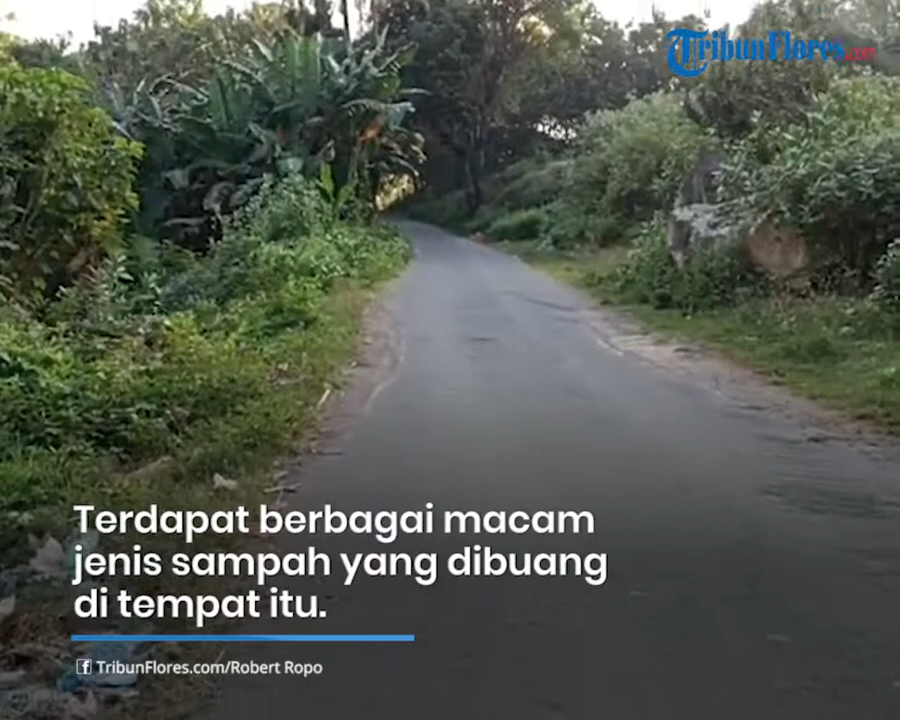 TribunFlores.com
Terdapat berbagai macam
jenis sampah yang dibuang
di tempat itu.
TribunFlores.com/Robert Ropo